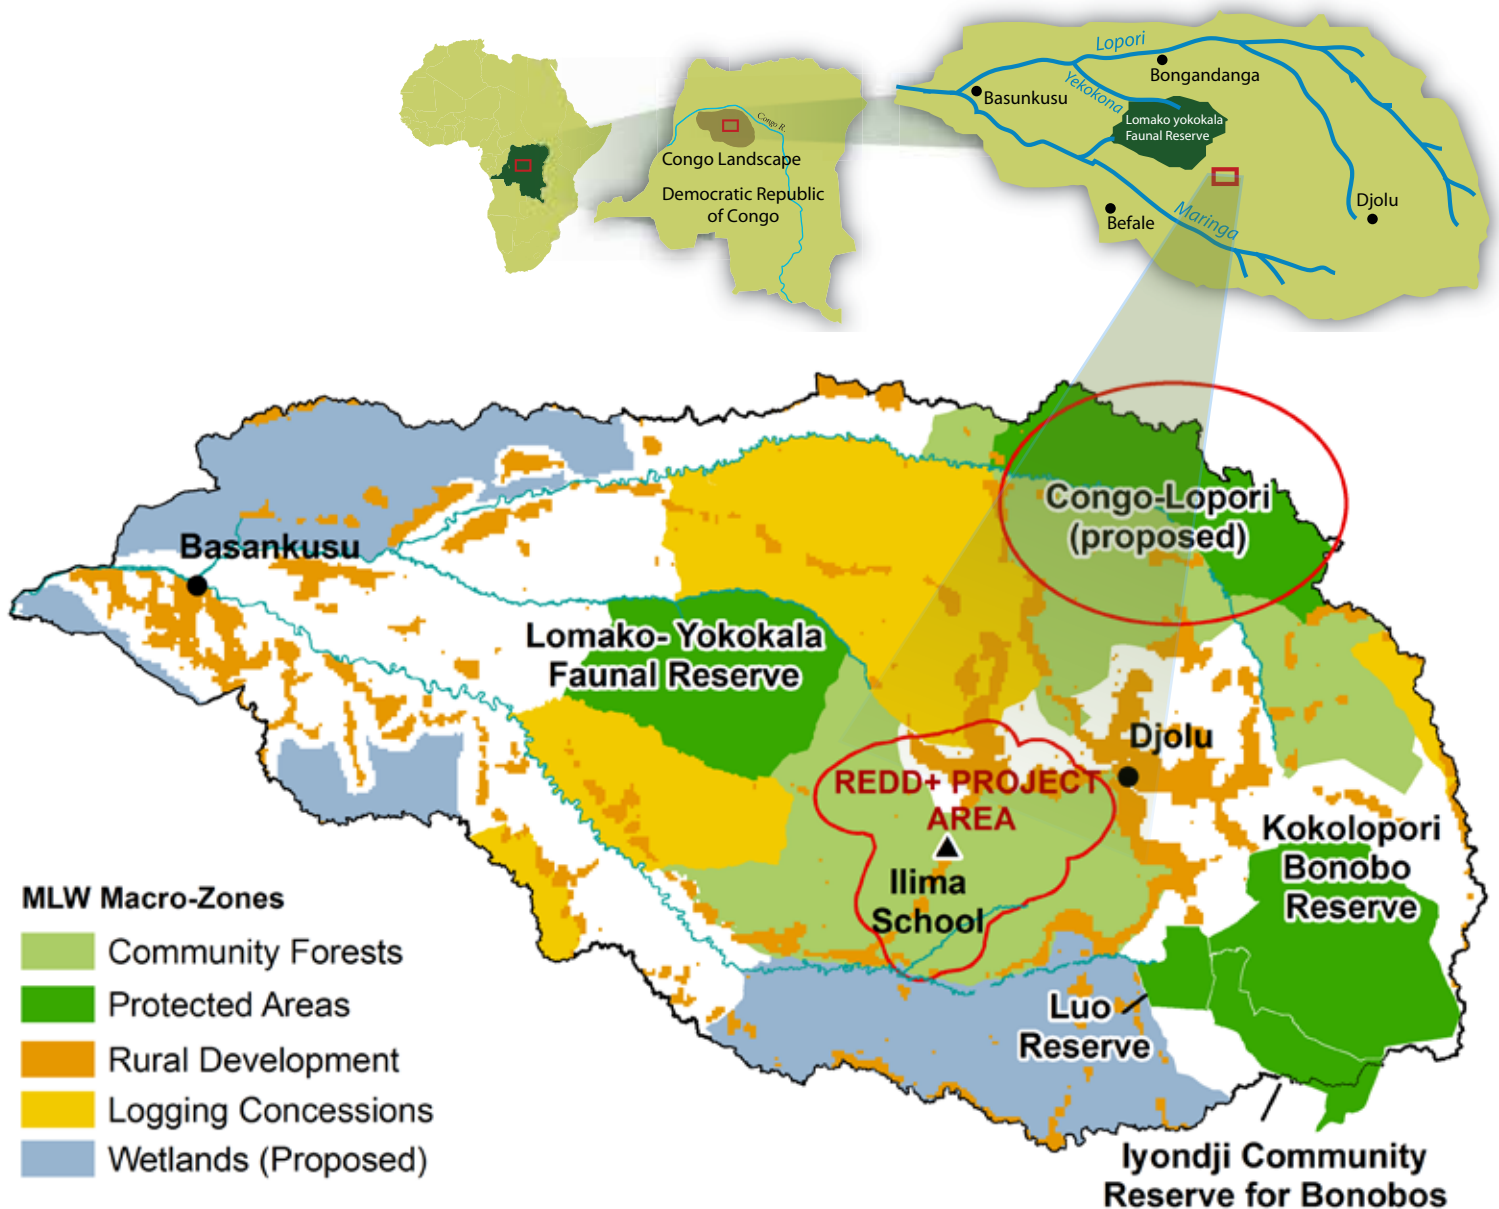 Congo R.
Congo Landscape
Democratic Republic
of Congo
Lopori
Bongandanga
Basunkusu
Yekokona
Lomako yokokala
Faunal Reserve
Djolu
Befale
Maringa
Congo-Lopori
(proposed)
Basankusu
Lomako- Yokokala
Faunal Reserve
Djolu
REDD+ PROJECT
AREA
Ilima
School
Kokolopori
Bonobo
Reserve
Luo
Reserve
Iyondji Community
Reserve for Bonobos
MLW Macro-Zones
Community Forests
Protected Areas
Rural Development
Logging Concessions
Wetlands (Proposed)